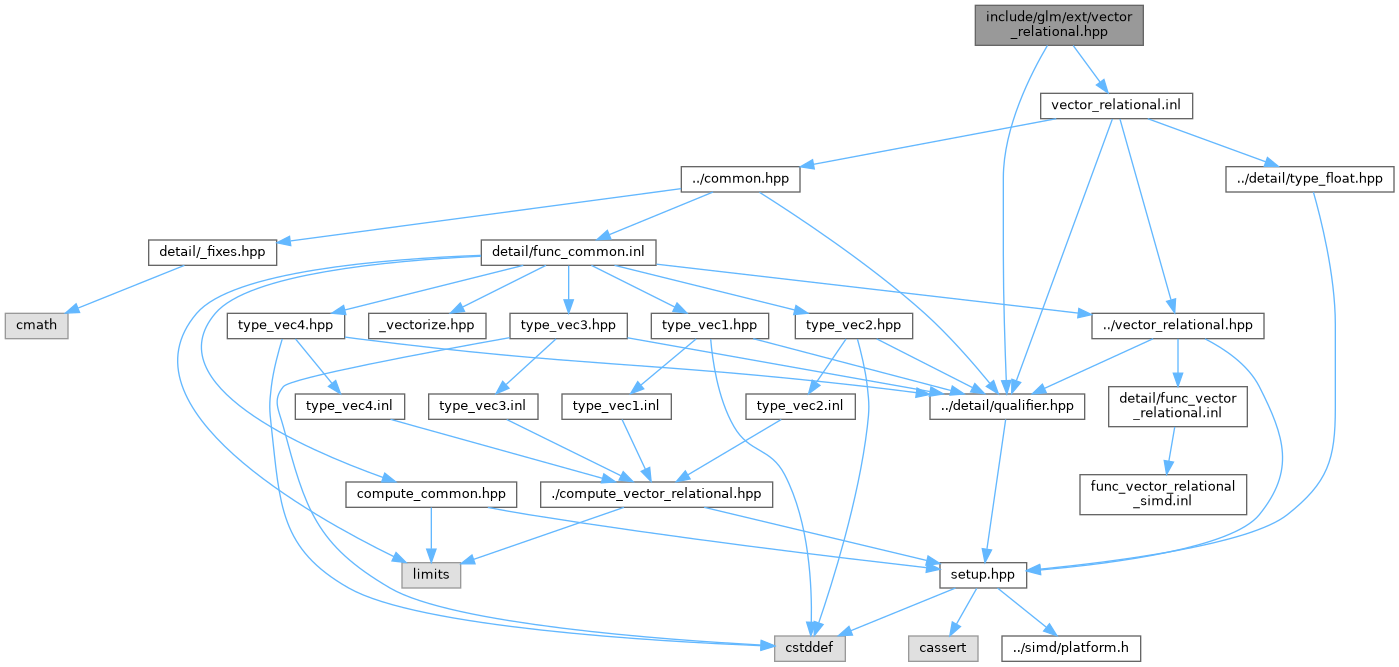 include/glm/ext/vector
_relational.hpp
vector_relational.inl
../common.hpp
../detail/type_float.hpp
detail/_fixes.hpp
detail/func_common.inl
cmath
type_vec4.hpp
_vectorize.hpp
type_vec3.hpp
type_vec1.hpp
type_vec2.hpp
../vector_relational.hpp
type_vec4.inl
type_vec3.inl
type_vec1.inl
type_vec2.inl
../detail/qualifier.hpp
detail/func_vector
_relational.inl
compute_common.hpp
./compute_vector_relational.hpp
func_vector_relational
_simd.inl
limits
setup.hpp
cstddef
cassert
../simd/platform.h